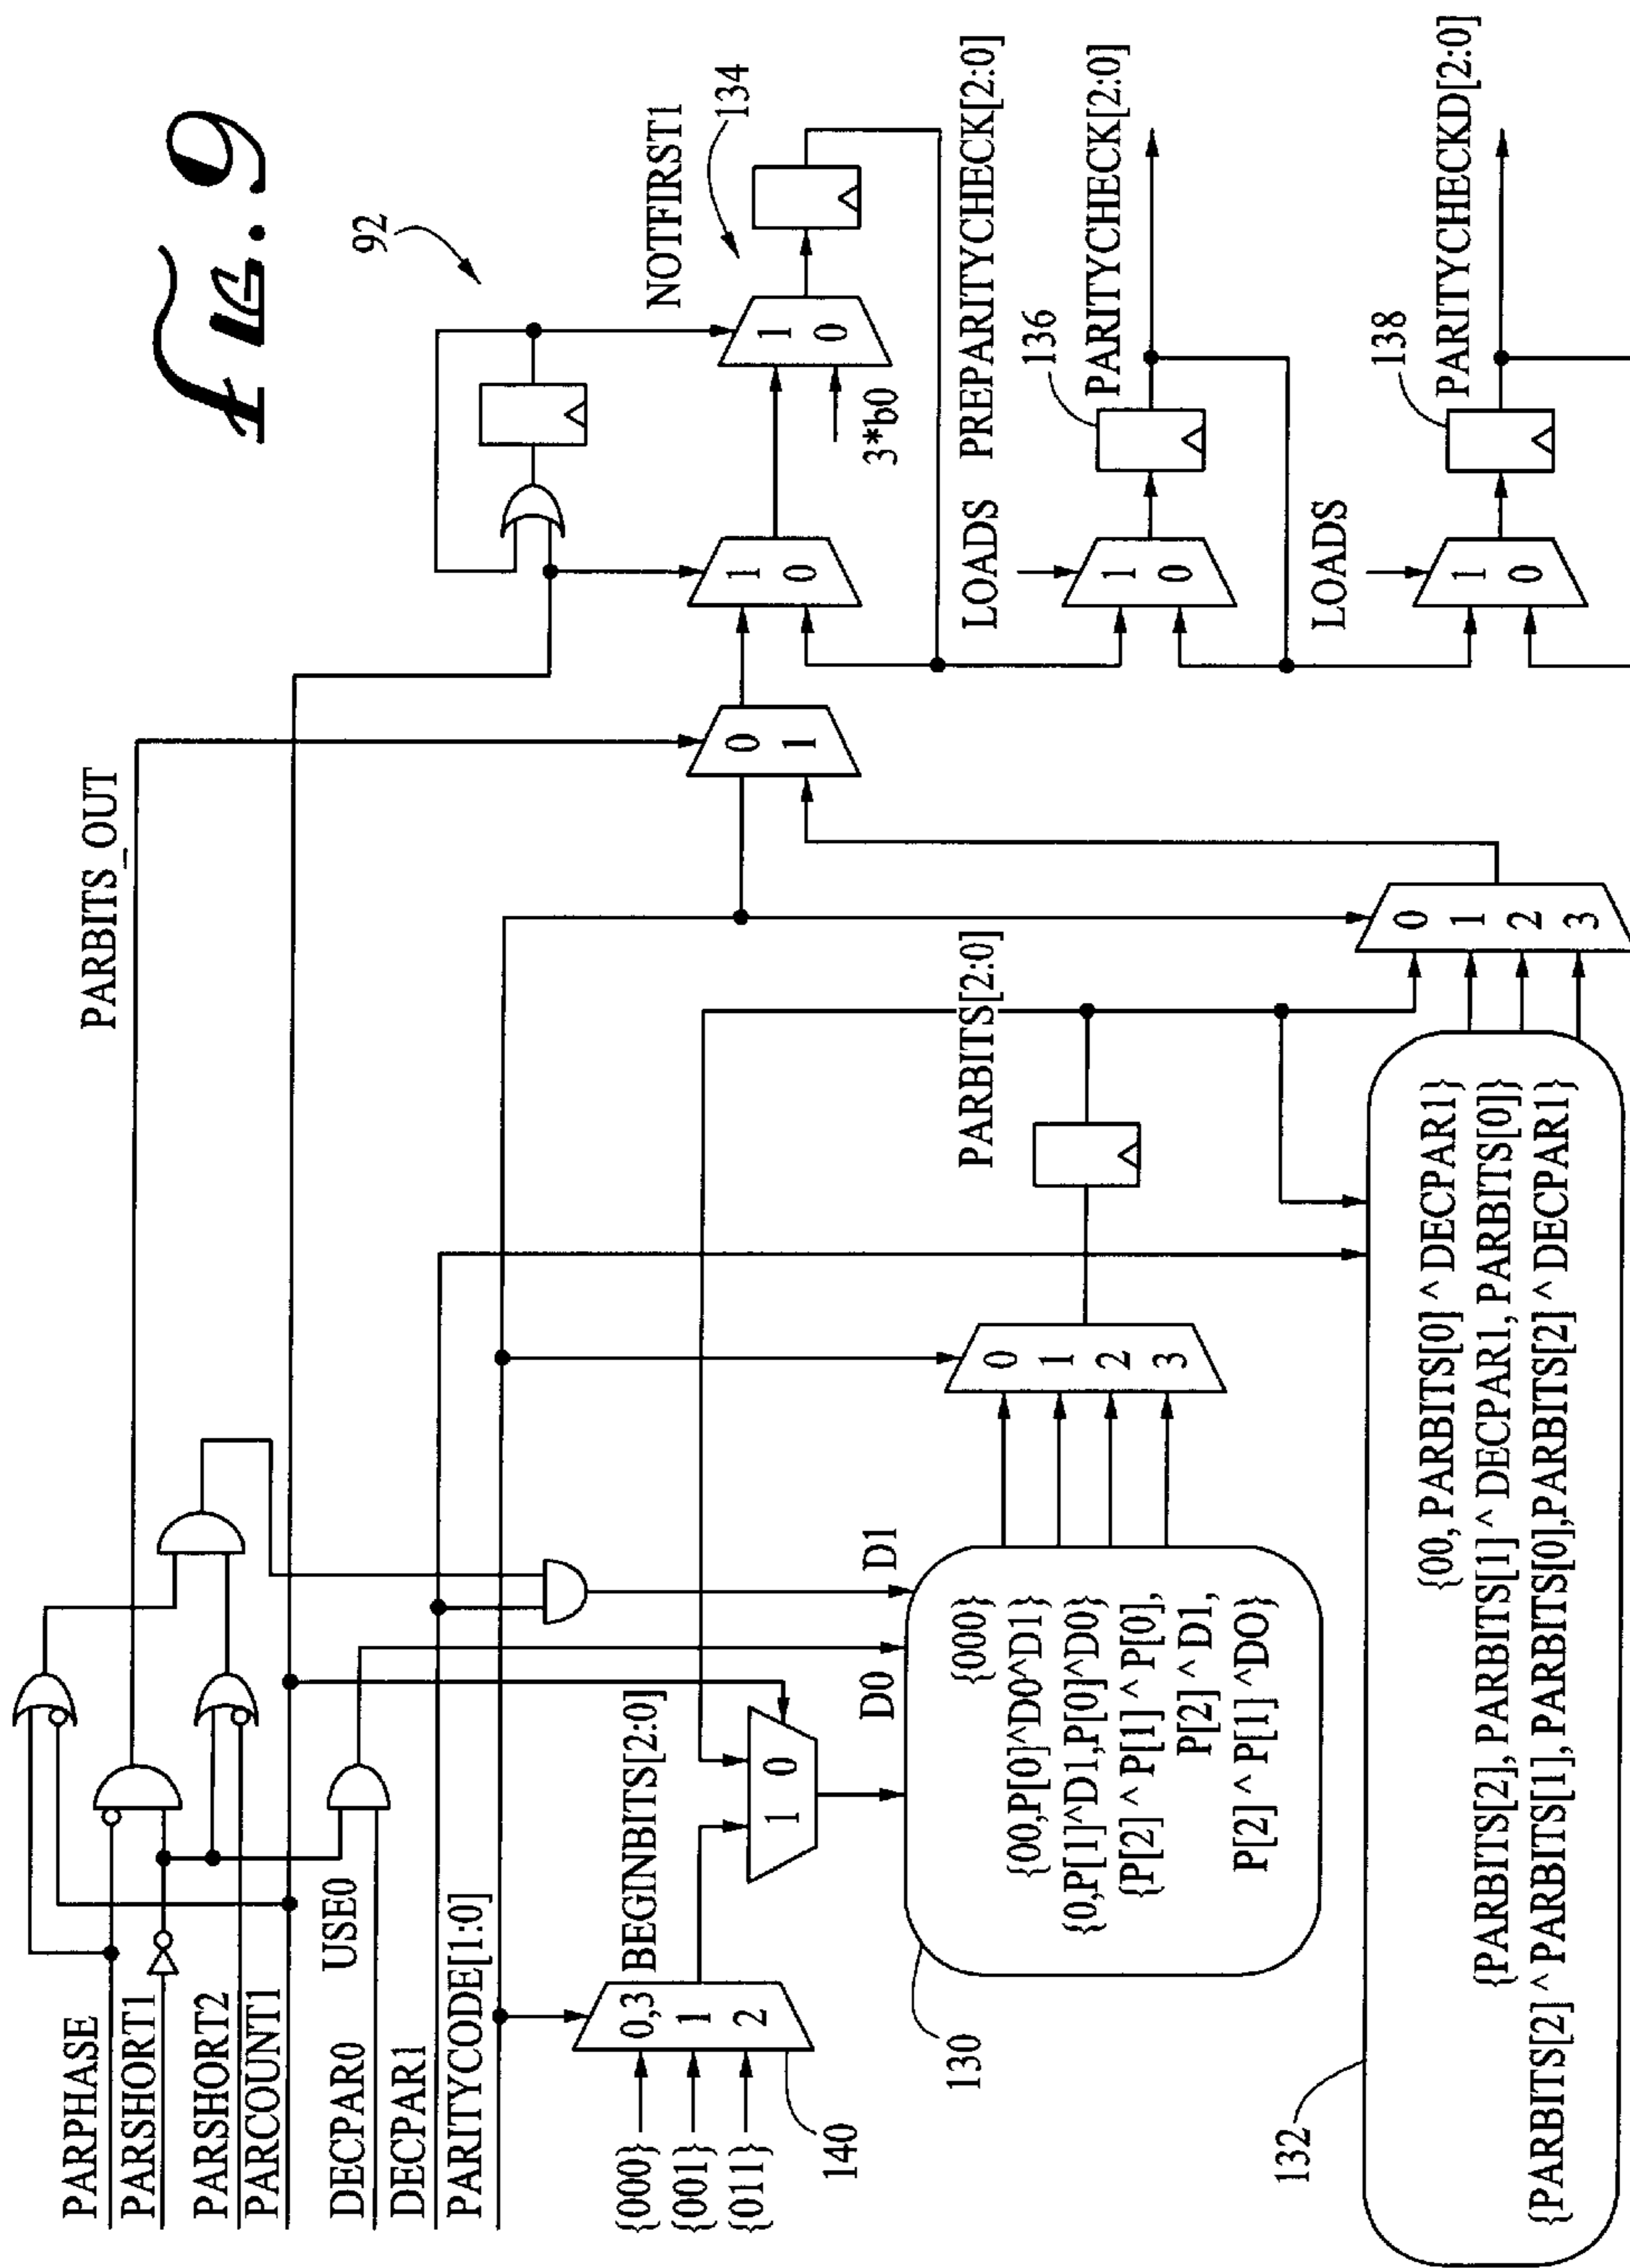 FIG. 9
92
PARBITS_OUT
NOTFIRST1
134
1
0
3*b0
1
0
0
1
PREPARITYCHECK[2:0]
LOADS
1
0
136
PARITYCHECK[2:0]
LOADS
1
0
138
PARITYCHECKD[2:0]
PARPHASE
PARSHORT1
PARSHORT2
PARCOUNT1
USE0
DECPAR0
DECPAR1
PARITYCODE[1:0]
{000}
{001}
{011}
0,3
1
2
140
BEGINBITS[2:0]
1 0
D0
D1
{000}
{00,P[0]^D0^D1}
{0,P[1]^D1,P[0]^D0}
{P[2] ^ P[1] ^ P[0],
P[2] ^ D1,
P[2] ^ P[1] ^DO}
130
0
1
2
3
PARBITS[2:0]
0
1
2
3
{00, PARBITS[0] ^ DECPAR1}
{PARBITS[2], PARBITS[1] ^ DECPAR1, PARBITS[0]}
{PARBITS[2] ^ PARBITS[1], PARBITS[0],PARBITS[2] ^ DECPAR1}
132